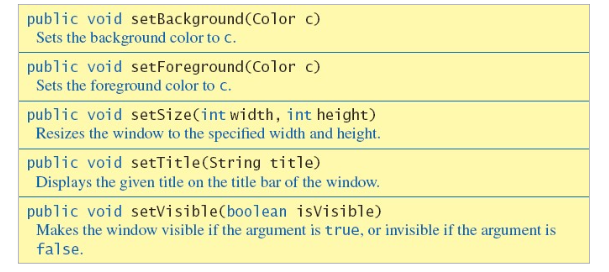 public void setBackground(Color c)
Sets the background color to c.
public void setForeground(Color c)
Sets the foreground color to c.
public void setSize(int width, int height)
Resizes the window to the specified width and height.
public void setTitle(String title)
Displays the given title on the title bar of the window.
public void setVisible(boolean isVisible)
Makes the window visible if the argument is true, or invisible if the argument is
false.